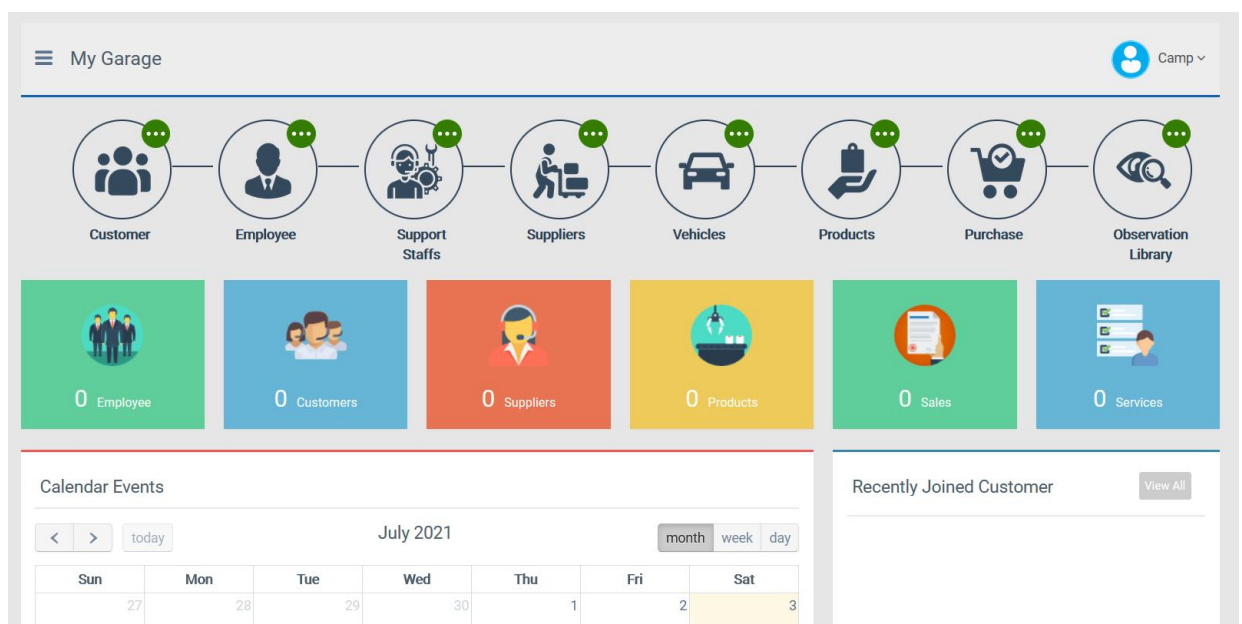 My Garage
Camp
Customer
Employee
Support
Staffs
Suppliers
Vehicles
Products
Purchase
Observation
Library
0 Employee
0 Customers
0 Suppliers
0 Products
0 Sales
0 Services
Calendar Events
Recently Joined Customer
View All
today
July 2021
month week day
Sun Mon Tue Wed Thu Fri Sat
27 28 29 30 1 2 3